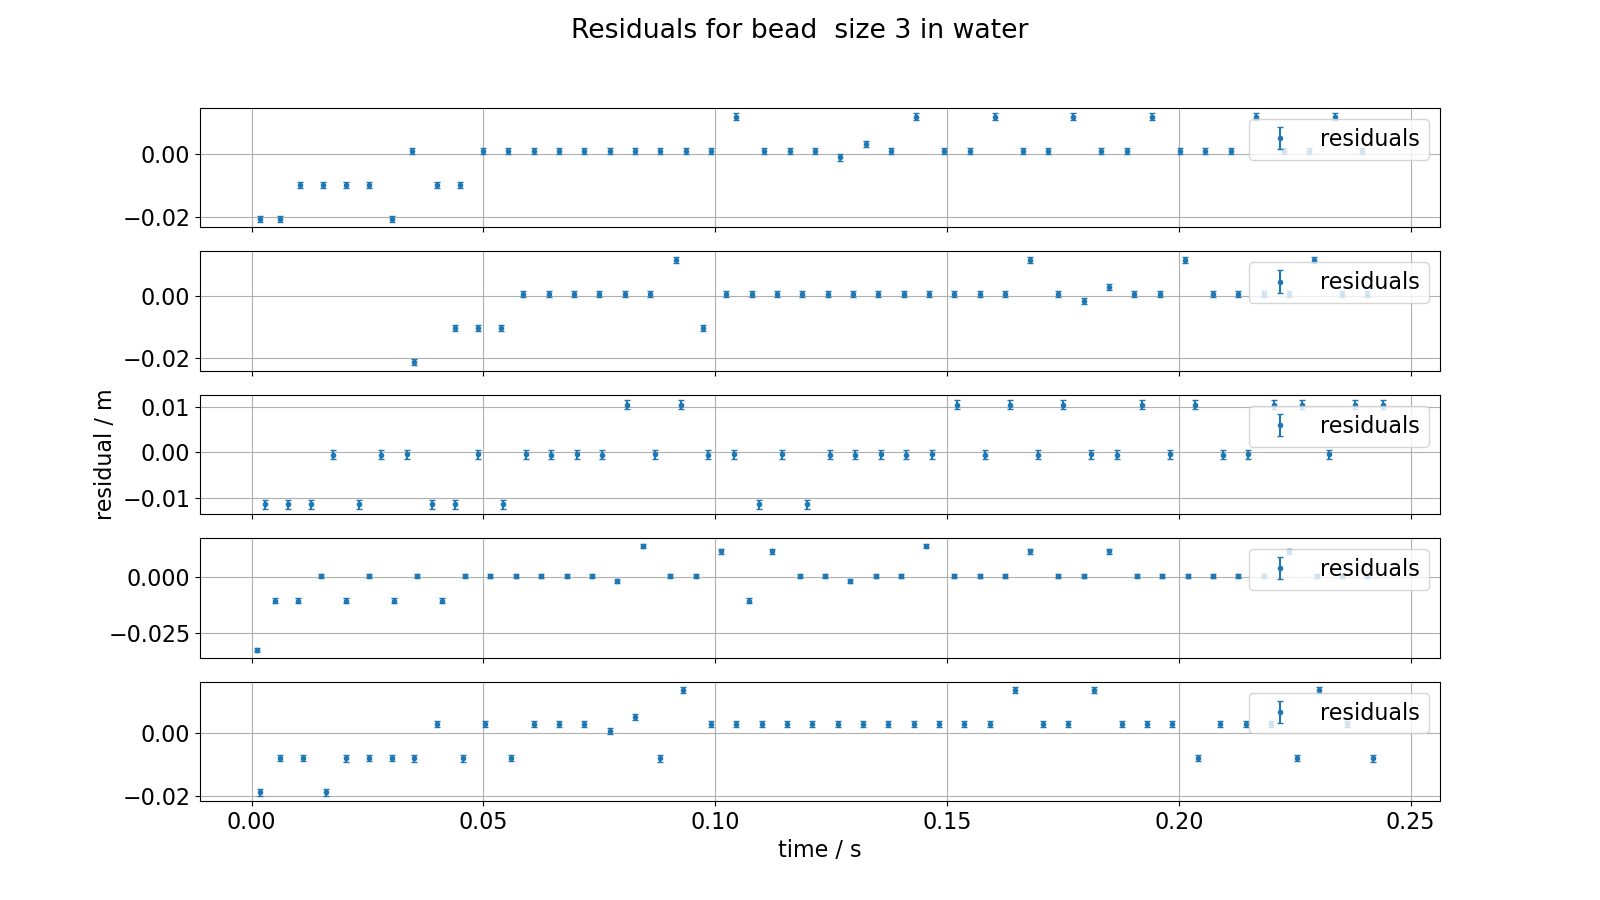 Residuals for bead  size 3 in water
0.00
−0.02
residuals
0.00
−0.02
residuals
0.01
0.00
−0.01
residuals
residual / m
0.000
−0.025
residuals
0.00
−0.02
residuals
0.00 0.05 0.10 0.15 0.20 0.25
time / s